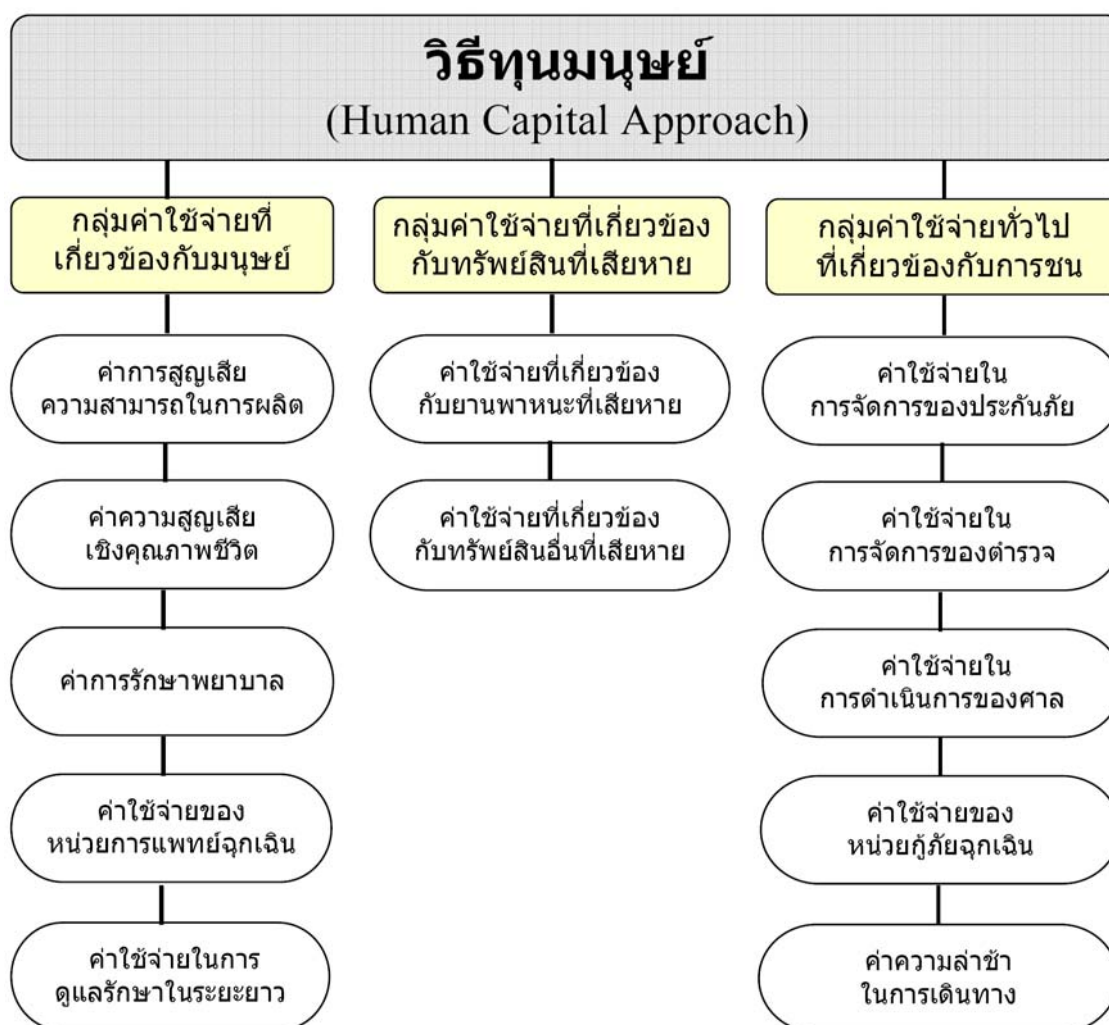 วิธีทุนมนุษย์
(Human Capital Approach)
กลุ่มค่าใช้จ่ายที่
เกี่ยวข้องกับมนุษย์
ค่าการสูญเสีย
ความสามารถในการผลิต
ค่าความสูญเสีย
เชิงคุณภาพชีวิต
ค่าการรักษาพยาบาล
ค่าใช้จ่ายของ
หน่วยการแพทย์ฉุกเฉิน
ค่าใช้จ่ายในการ
ดูแลรักษาในระยะยาว
กลุ่มค่าใช้จ่ายที่เกี่ยวข้อง
กับทรัพย์สินที่เสียหาย
ค่าใช้จ่ายที่เกี่ยวข้อง
กับยานพาหนะที่เสียหาย
ค่าใช้จ่ายที่เกี่ยวข้อง
กับทรัพย์สินอื่นที่เสียหาย
กลุ่มค่าใช้จ่ายทั่วไป
ที่เกี่ยวข้องกับการชน
ค่าใช้จ่ายใน
การจัดการของประกันภัย
ค่าใช้จ่ายใน
การจัดการของตำรวจ
ค่าใช้จ่ายใน
การดำเนินการของศาล
ค่าใช้จ่ายของ
หน่วยกู้ภัยฉุกเฉิน
ค่าความล่าช้า
ในการเดินทาง